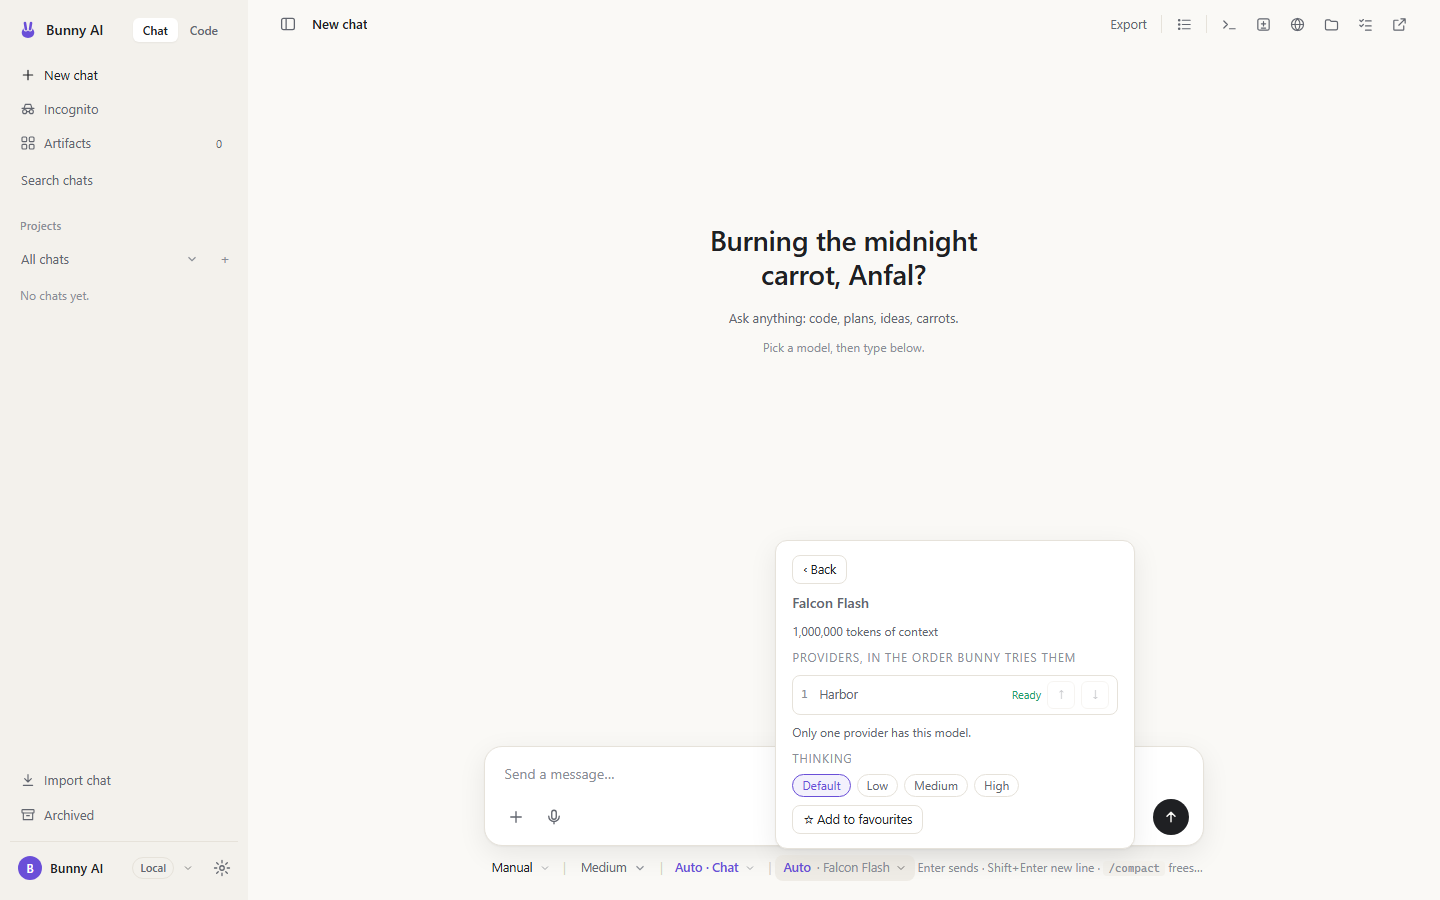 Bunny AI
Chat
Code
New chat
Incognito
Artifacts 0
Search chats
Projects
All chats +
No chats yet.
Import chat
Archived
B Bunny AI Local
New chat
Export
Burning the midnight
carrot, Anfal?
Ask anything: code, plans, ideas, carrots.
Pick a model, then type below.
‹ Back
Falcon Flash
1,000,000 tokens of context
PROVIDERS, IN THE ORDER BUNNY TRIES THEM
1 Harbor Ready ↑ ↓
Only one provider has this model.
THINKING
Default Low Medium High
☆ Add to favourites
Send a message...
Manual | Medium | Auto · Chat | Auto · Falcon Flash Enter sends · Shift+Enter new line · /compact frees...